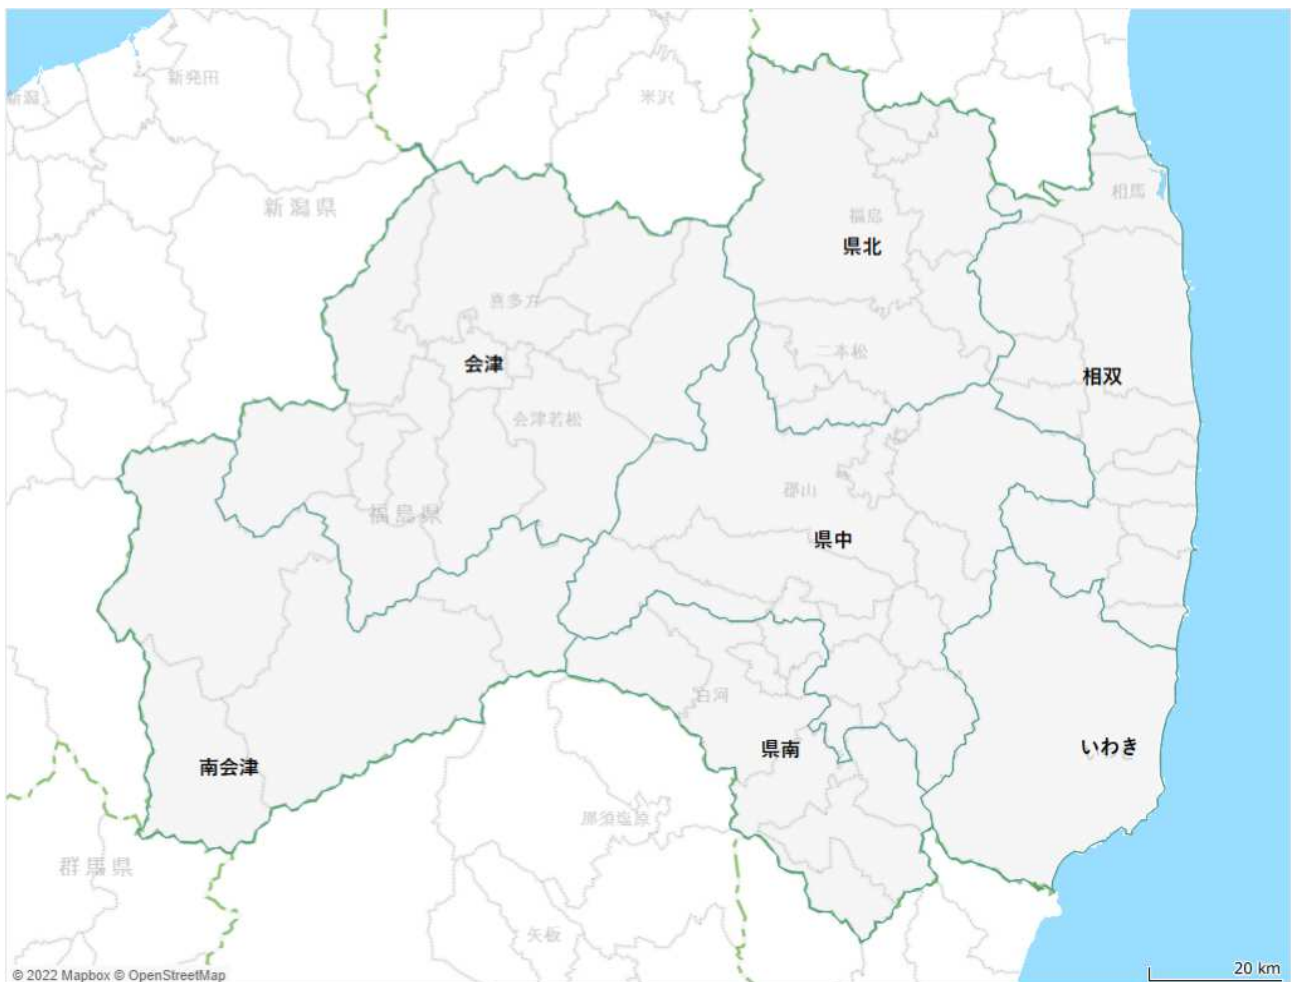 新発田
新潟
米沢
新潟県
相馬
福島
県北
喜多方
二本松
会津
相双
会津若松
郡山
福島県
県中
白河
県南
いわき
南会津
那須塩原
群馬県
矢板
© 2022 Mapbox © OpenStreetMap
20 km